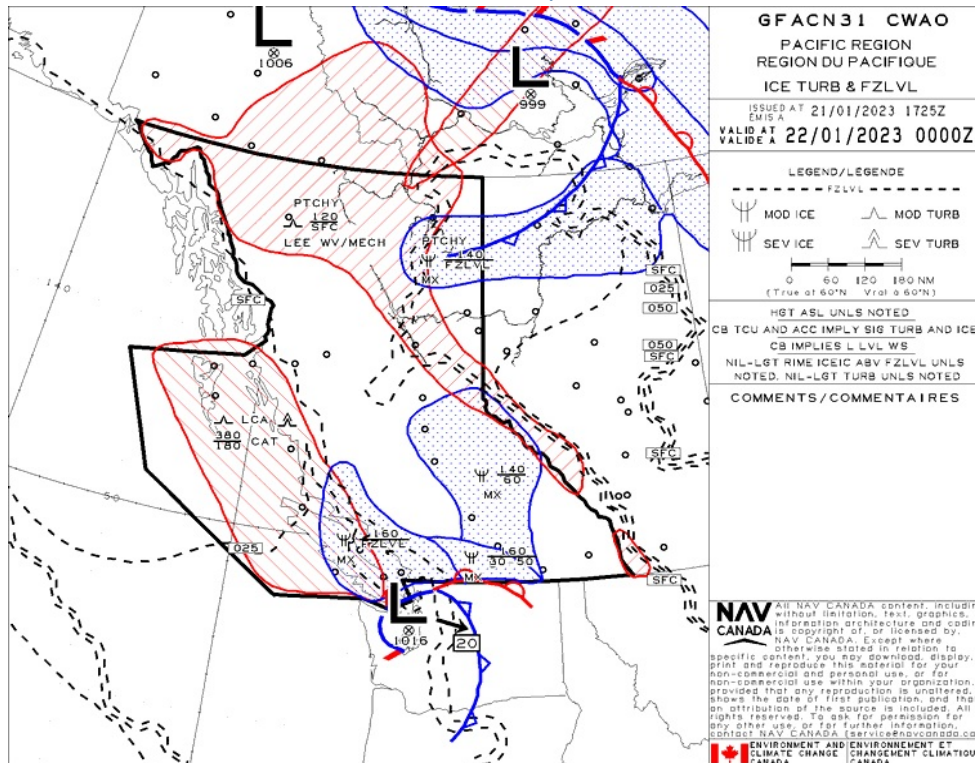 GFACN31 CWAO
PACIFIC REGION
REGION DU PACIFIQUE
ICE TURB & FZLVL
ISSUED AT
EMIS A
21/01/2023 1725Z
VALID AT
VALIDE A
22/01/2023 0000Z
LEGEND/LEGENDE
FZLVL
MOD ICE
MOD TURB
SEV ICE
SEV TURB
0 60 120 180 NM
(True at 60°N Vrai à 60°N)
HGT ASL UNLS NOTED
CB TCU AND ACC IMPLY SIG TURB AND ICE
CB IMPLIES L LVL WS
NIL-LGT RIME ICEIC ABV FZLVL UNLS
NOTED. NIL-LGT TURB UNLS NOTED
COMMENTS/COMMENTAIRES
L
1006
L
999
PTCHY
120
SFC
LEE WV/MECH
PTCHY
140
FZLVL
MX
SFC
025
050
140
SFC
050
SFC
LCA
380
180
CAT
SFC
140
60
MX
50
025
160
FZLVL
MX
160
30 50
MX
SFC
L
1016
20
NAV
CANADA
All NAV CANADA content, includin
without limitation, text, graphics,
information architecture and codin
is copyright of, or licensed by,
NAV CANADA. Except where
otherwise stated in relation to
specific content, you may download, display,
print and reproduce this material for your
non-commercial and personal use, or for
non-commercial use within your organization,
provided that any reproduction is unaltered,
shows the date of first publication, and tha
an attribution of the source is included. All
rights reserved. To ask for permission for
any other use, or for further information,
contact NAV CANADA (service@navcanada.ca
ENVIRONMENT AND
CLIMATE CHANGE
CANADA
ENVIRONNEMENT ET
CHANGEMENT CLIMATIQU
CANADA